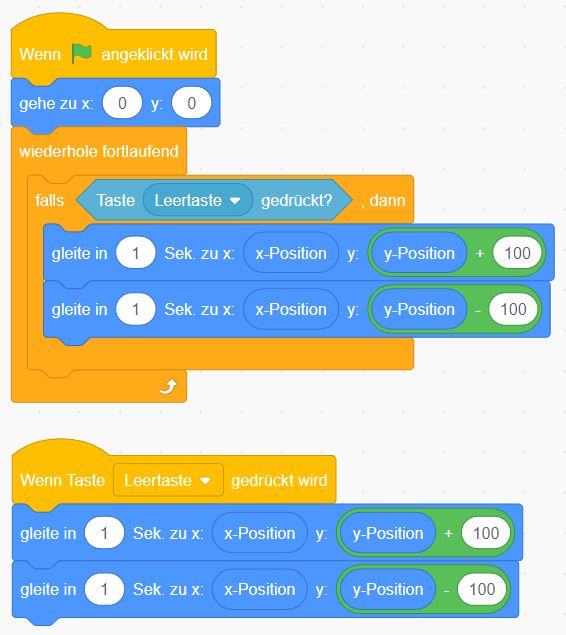 Wenn angeklickt wird
gehe zu x: 0 y: 0
wiederhole fortlaufend
falls Taste Leertaste gedrückt? , dann
gleite in 1 Sek. zu x: x-Position y: y-Position + 100
gleite in 1 Sek. zu x: x-Position y: y-Position - 100
Wenn Taste Leertaste gedrückt wird
gleite in 1 Sek. zu x: x-Position y: y-Position + 100
gleite in 1 Sek. zu x: x-Position y: y-Position - 100